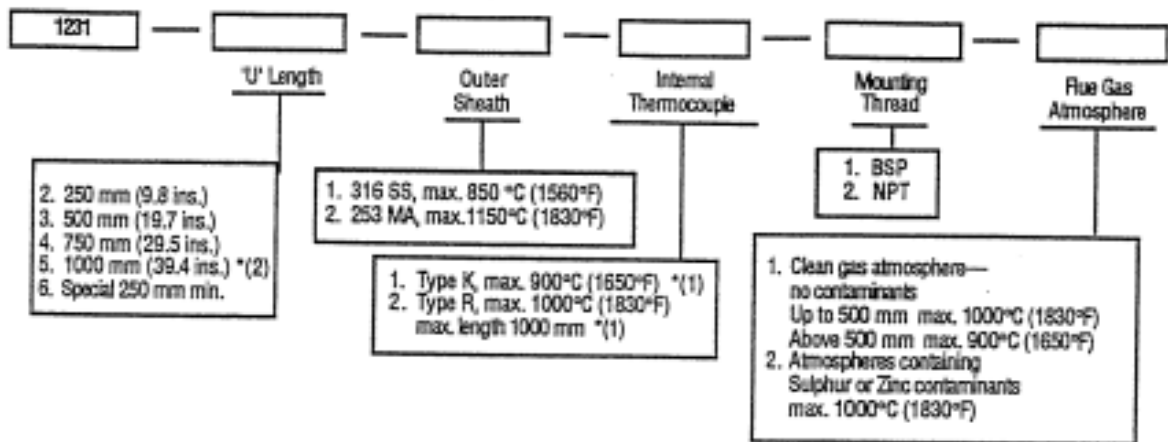 1231
"U" Length
Outer
Sheath
Internal
Thermocouple
Mounting
Thread
Flue Gas
Atmosphere
2. 250 mm (9.8 ins.)
3. 500 mm (19.7 ins.)
4. 750 mm (29.5 ins.)
5. 1000 mm (39.4 ins.) *(2)
6. Special 250 mm min.
1. 316 SS, max. 850 °C (1560°F)
2. 253 MA, max.1150°C (1830°F)
1. Type K, max. 900°C (1650°F) *(1)
2. Type R, max. 1000°C (1830°F)
max. length 1000 mm *(1)
1. BSP
2. NPT
1. Clean gas atmosphere—
no contaminants
Up to 500 mm max. 1000°C (1830°F)
Above 500 mm max. 900°C (1650°F)
2. Atmospheres containing
Sulphur or Zinc contaminants
max. 1000°C (1830°F)